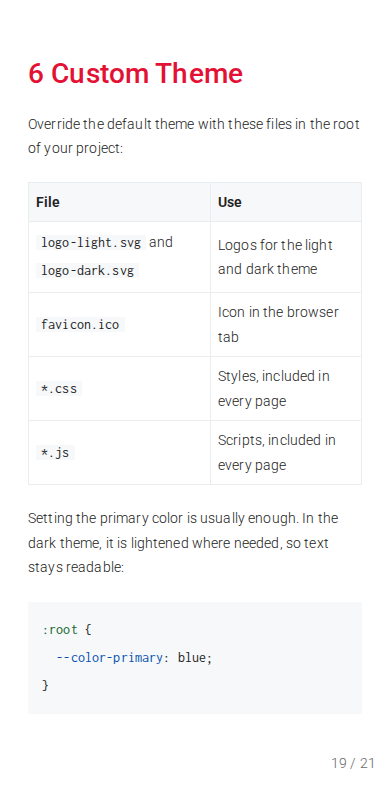 6 Custom Theme
Override the default theme with these files in the root
of your project:
File Use
logo-light.svg and
logo-dark.svg
Logos for the light
and dark theme
favicon.ico
Icon in the browser
tab
*.css
Styles, included in
every page
*.js
Scripts, included in
every page
Setting the primary color is usually enough. In the
dark theme, it is lightened where needed, so text
stays readable:
:root {
  --color-primary: blue;
}
19 / 21